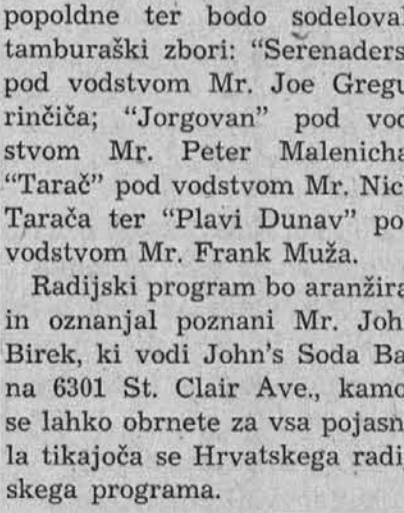 popoldne ter bodo sodeloval
tamburaški zbori: “Serenaders
pod vodstvom Mr. Joe Gregu
rinčiča; “Jorgovan” pod vod
stvom Mr. Peter Malenicha
“Tarač” pod vodstvom Mr. Nic
Tarača ter “Plavi Dunav” po
vodstvom Mr. Frank Muža.
Radijski program bo aranžira
in oznanjal poznani Mr. Joh
Birek, ki vodi John’s Soda Ba
na 6301 St. Clair Ave., kamo
se lahko obrnete za vsa pojasn
la tikajoča se Hrvatskega radi
skega programa.